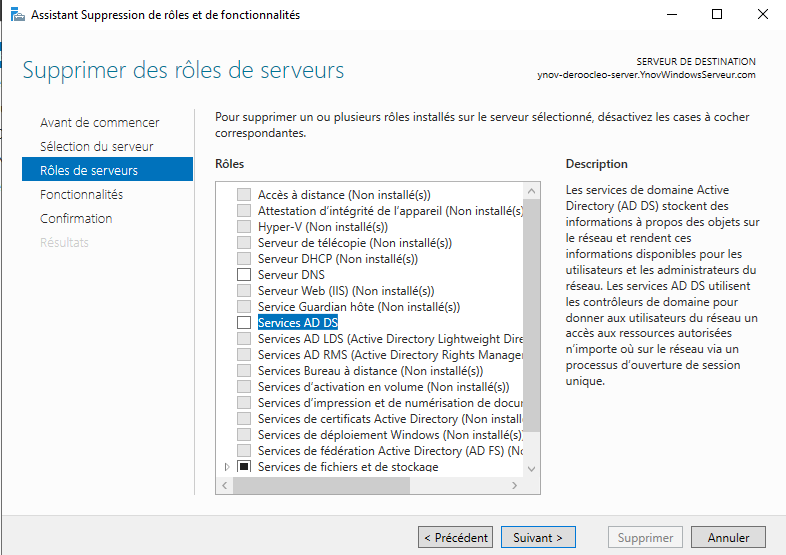 Assistant Suppression de rôles et de fonctionnalités
Supprimer des rôles de serveurs
SERVEUR DE DESTINATION
ynov-deroocleo-server.YnovWindowsServeur.com
Avant de commencer
Sélection du serveur
Rôles de serveurs
Fonctionnalités
Confirmation
Résultats
Pour supprimer un ou plusieurs rôles installés sur le serveur sélectionné, désactivez les cases à cocher
correspondantes.
Rôles
Accès à distance (Non installé(s))
Attestation d'intégrité de l'appareil (Non installé(s)
Hyper-V (Non installé(s))
Serveur de télécopie (Non installé(s))
Serveur DHCP (Non installé(s))
Serveur DNS
Serveur Web (IIS) (Non installé(s))
Service Guardian hôte (Non installé(s))
Services AD DS
Services AD LDS (Active Directory Lightweight Dire
Services AD RMS (Active Directory Rights Manager
Services Bureau à distance (Non installé(s))
Services d'activation en volume (Non installé(s))
Services d'impression et de numérisation de docu
Services de certificats Active Directory (Non install
Services de déploiement Windows (Non installé(s)
Services de fédération Active Directory (AD FS) (No
Services de fichiers et de stockage
Description
Les services de domaine Active
Directory (AD DS) stockent des
informations à propos des objets sur
le réseau et rendent ces
informations disponibles pour les
utilisateurs et les administrateurs du
réseau. Les services AD DS utilisent
les contrôleurs de domaine pour
donner aux utilisateurs du réseau un
accès aux ressources autorisées
n'importe où sur le réseau via un
processus d'ouverture de session
unique.
< Précédent
Suivant >
Supprimer
Annuler